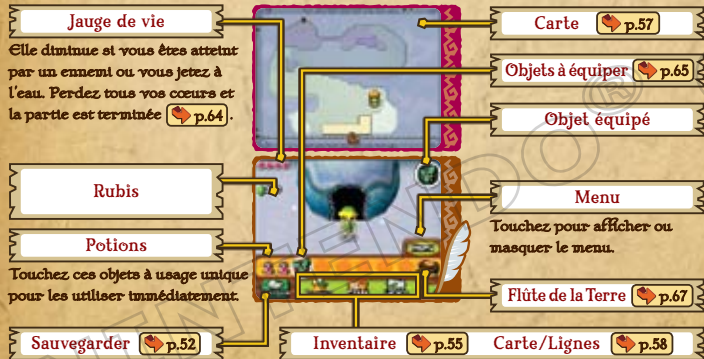 Jauge de vie
Elle diminue si vous êtes atteint
par un ennemi ou vous jetez à
l'eau. Perdez tous vos cœurs et
la partie est terminée p.64.
Rubis
Potions
Touchez ces objets à usage unique
pour les utiliser immédiatement.
Sauvegarder p.52
Carte p.57
Objets à équiper p.65
Objet équipé
Menu
Touchez pour afficher ou
masquer le menu.
Flûte de la Terre p.67
Inventaire p.55
Carte/Lignes p.58
NINTENDO®